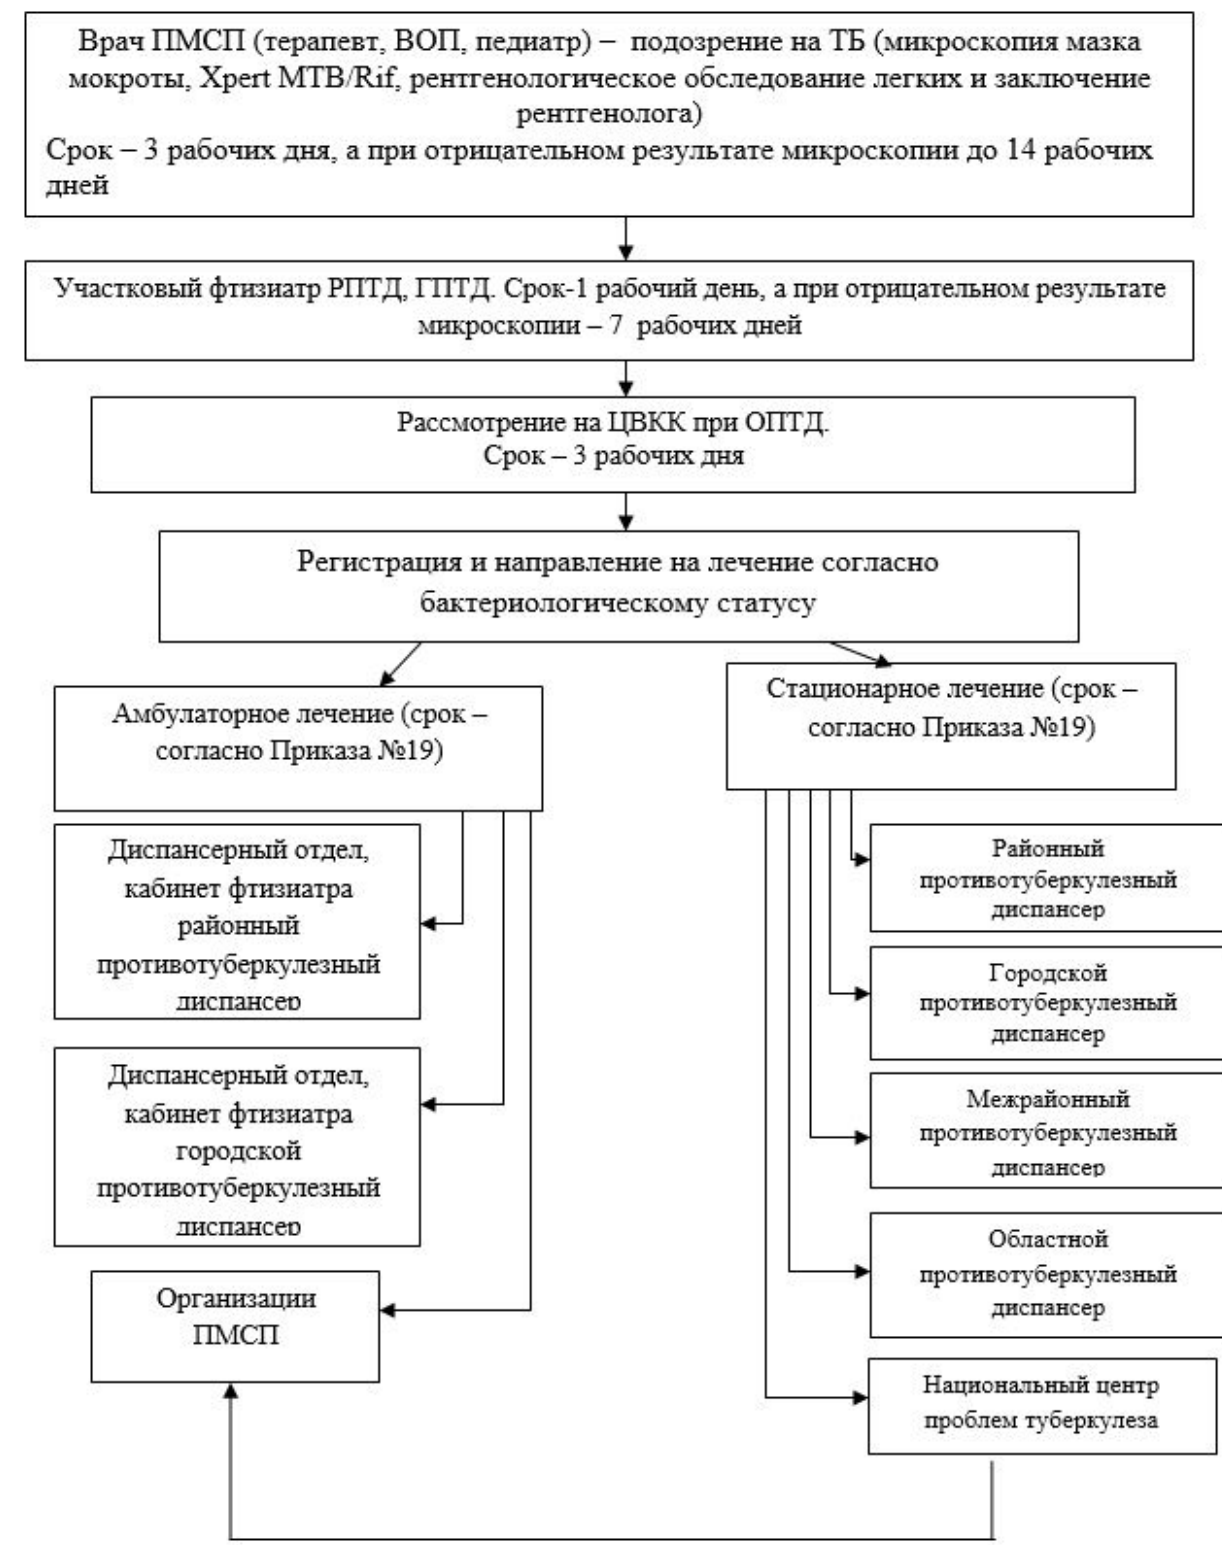 Врач ПМСП (терапевт, ВОП, педиатр) – подозрение на ТБ (микроскопия мазка
мокроты, Xpert MTB/Rif, рентгенологическое обследование легких и заключение
рентгенолога)
Срок – 3 рабочих дня, а при отрицательном результате микроскопии до 14 рабочих
дней
Участковый фтизиатр РПТД, ГПТД. Срок-1 рабочий день, а при отрицательном результате
микроскопии – 7 рабочих дней
Рассмотрение на ЦВКК при ОПТД.
Срок – 3 рабочих дня
Регистрация и направление на лечение согласно
бактериологическому статусу
Амбулаторное лечение (срок –
согласно Приказа №19)
Диспансерный отдел,
кабинет фтизиатра
районный
противотуберкулезный
диспансер
Диспансерный отдел,
кабинет фтизиатра
городской
противотуберкулезный
диспансер
Организации
ПМСП
Стационарное лечение (срок –
согласно Приказа №19)
Районный
противотуберкулезный
диспансер
Городской
противотуберкулезный
диспансер
Межрайонный
противотуберкулезный
диспансер
Областной
противотуберкулезный
диспансер
Национальный центр
проблем туберкулеза